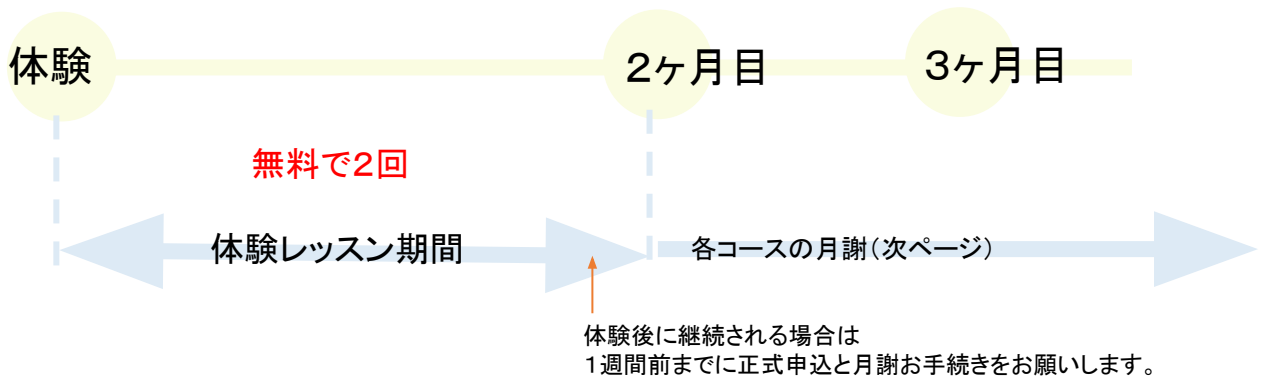 体験
２ヶ月目
３ヶ月目
無料で２回
体験レッスン期間
各コースの月謝（次ページ）
体験後に継続される場合は
１週間前までに正式申込と月謝お手続きをお願いします。